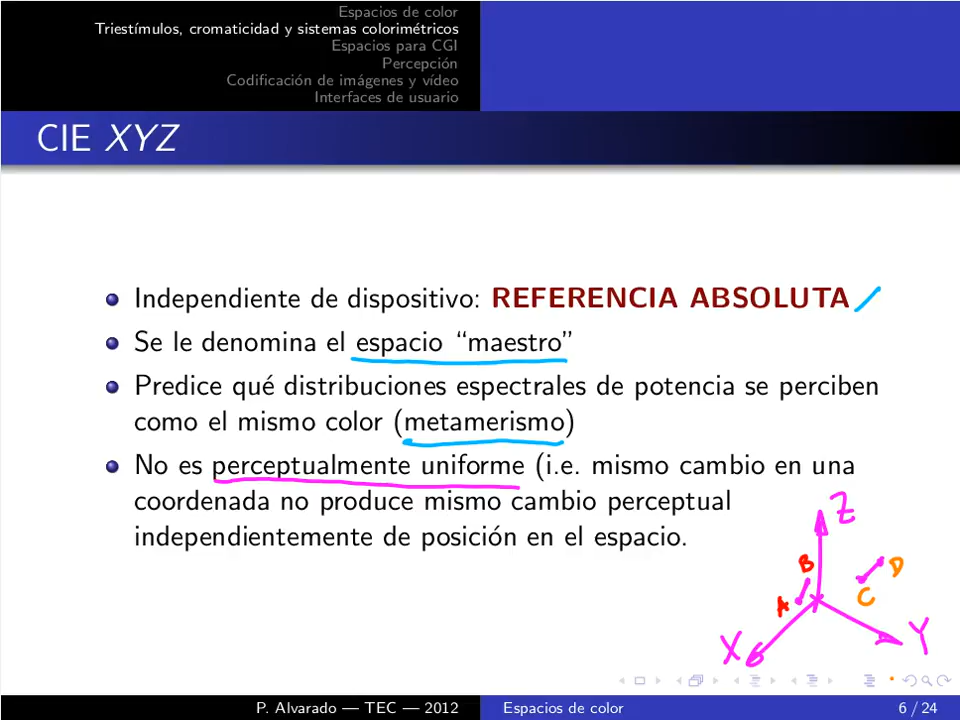 Espacios de color
Triestímulos, cromaticidad y sistemas colorimétricos
Espacios para CGI
Percepción
Codificación de imágenes y vídeo
Interfaces de usuario
CIE XYZ
Independiente de dispositivo: REFERENCIA ABSOLUTA
Se le denomina el espacio “maestro”
Predice qué distribuciones espectrales de potencia se perciben
como el mismo color (metamerismo)
No es perceptualmente uniforme (i.e. mismo cambio en una
coordenada no produce mismo cambio perceptual
independientemente de posición en el espacio.
Z
B
D
A
C
X
Y
P. Alvarado — TEC — 2012
Espacios de color
6 / 24